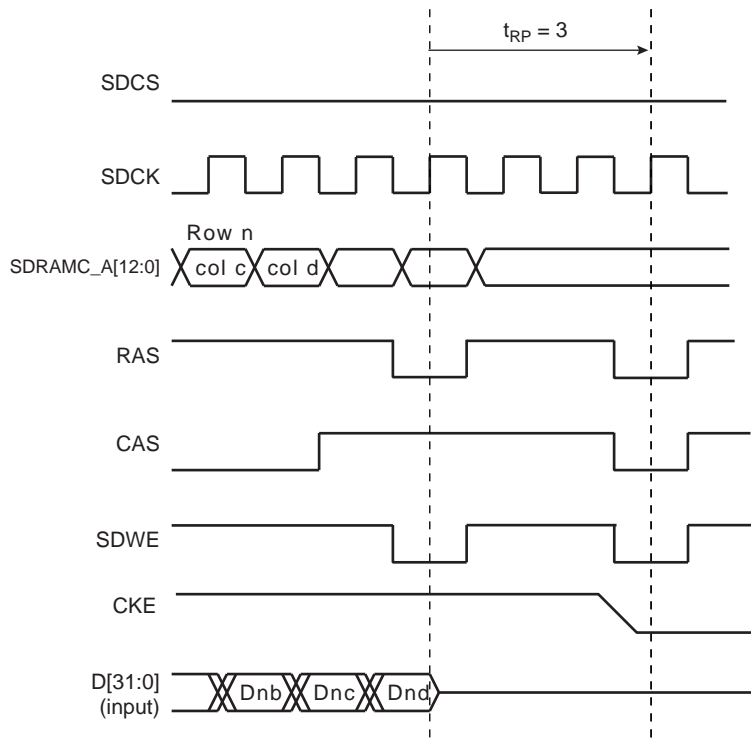 tRP = 3
SDCS
SDCK
Row n
SDRAMC_A[12:0]
col c
col d
RAS
CAS
SDWE
CKE
D[31:0]
(input)
Dnb
Dnc
Dnd